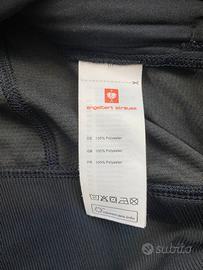 engelbert strauss
DE 100% Polyester
GB 100% Polyester
FR 100% Polyester
subito